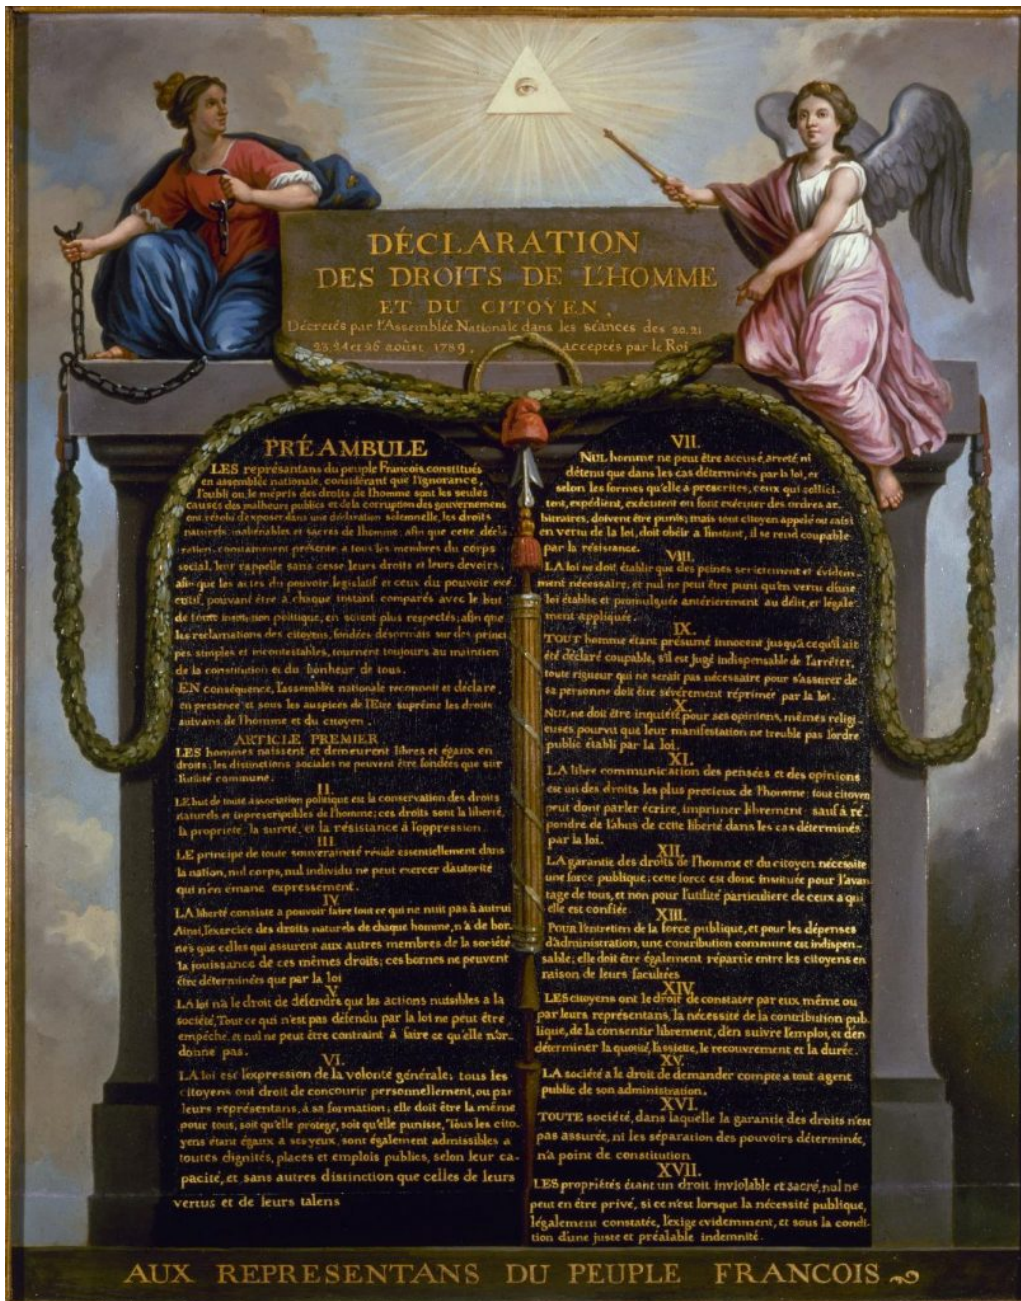 DÉCLARATION
DES DROITS DE L'HOMME
ET DU CITOYEN,
Décretés par l'Assemblée Nationale dans les séances des 20, 21
23, 24 et 26 août 1789, acceptés par le Roi
PRÉAMBULE
LES représentans du peuple François, constitués
en assemblée nationale, considérant que l'ignorance,
l'oubli ou le mépris des droits de l'homme sont les seules
causes des malheurs publics et de la corruption des gouvernemens
ont résolu d'exposer dans une déclaration solemnelle, les droits
naturels, inaliénables et sacrés de l'homme; afin que cette décla
ration, constamment présente a tous les membres du corps
social, leur rappelle sans cesse leurs droits et leurs devoirs,
afin que les actes du pouvoir legislatif et ceux du pouvoir exé
cutif, pouvant être à chaque instant comparés avec le but
de toute institution politique, en soient plus respectés; afin que
les reclamations des citoyens, fondées désormais sur des princi
pes simples et incontestables, tournent toujours au maintien
de la constitution et du bonheur de tous.
EN conséquence, l'assemblée nationale reconnoit et déclare,
en presence et sous les auspices de l'Etre suprême les droits
suivans de l'homme et du citoyen.
ARTICLE PREMIER
LES hommes naissent et demeurent libres et égaux en
droits; les distinctions sociales ne peuvent être fondées que sur
l'utilité commune.
II.
LE but de toute association politique est la conservation des droits
naturels et inprescriptibles de l'homme; ces droits sont la liberté,
la propriété, la sureté, et la résistance à l'oppression.
III.
LE principe de toute souveraineté réside essentiellement dans
la nation, nul corps, nul individu ne peut exercer d'autorité
qui n'en émane expressément.
IV.
LA liberté consiste a pouvoir faire tout ce qui ne nuit pas à autrui
Ainsi, l'exercice des droits naturels de chaque homme, n'a de bor-
nes que celles qui assurent aux autres membres de la société
la jouissance de ces mêmes droits; ces bornes ne peuvent
être déterminées que par la loi
V.
LA loi n'a le droit de défendre que les actions nuisibles a la
société. Tout ce qui n'est pas défendu par la loi ne peut être
empêché, et nul ne peut être contraint à faire ce qu'elle n'or-
donne pas.
VI.
LA loi est l'expression de la volonté générale; tous les
citoyens ont droit de concourir personnellement, ou par
leurs représentans, à sa formation; elle doit être la même
pour tous, soit qu'elle protege, soit qu'elle punisse, Tous les cito-
yens étant égaux a ses yeux, sont également admissibles a
toutes dignités, places et emplois publics, selon leur ca-
pacité, et sans autres distinction que celles de leurs
vertus et de leurs talens
VII.
NUL homme ne peut être accusé, arreté ni
détenu que dans les cas déterminés par la loi, et
selon les formes qu'elle a prescrites, ceux qui sollici-
tent, expédient, exécutent ou font exécuter des ordres ar-
bitraires, doivent être punis; mais tout citoyen appelé ou saisi
en vertu de la loi, doit obéir a l'instant, il se rend coupable
par la résistance.
VIII.
LA loi ne doit établir que des peines strictement et évidem-
ment nécessaire, et nul ne peut être puni qu'en vertu d'une
loi établie et promulguée antérierement au délit, et légale-
ment appliquée.
IX.
TOUT homme étant présumé innocent jusqu'à ce qu'il ait
été déclaré coupable, s'il est jugé indispensable de l'arrêter,
toute rigueur qui ne serait pas nécessaire pour s'assurer de
sa personne doit être sévèrement réprimée par la loi.
X.
NUL ne doit être inquiété pour ses opinions, mêmes religi-
euses pourvu que leur manifestation ne trouble pas l'ordre
public établi par la loi.
XI.
LA libre communication des pensées et des opinions
est un des droits les plus precieux de l'homme; tout citoyen
peut dont parler écrire, imprimer librement sauf à ré
pondre de l'abus de cette liberté dans les cas déterminés
par la loi.
XII.
LA garantie des droits de l'homme et du citoyen nécessite
une force publique; cette force est donc instituée pour l'avan-
tage de tous, et non pour l'utilité particuliere de ceux a qui
elle est confiée.
XIII.
POUR l'entretien de la force publique, et pour les dépenses
d'administration, une contribution commune est indispen-
sable; elle doit être également répartie entre les citoyens en
raison de leurs facultées
XIV.
LES citoyens ont le droit de constater par eux même ou
par leurs représentans, la nécessité de la contribution pub-
lique, de la consentir librement, d'en suivre l'emploi, et d'en
déterminer la quotité, l'assiette, le recouvrement et la durée.
XV.
LA société a le droit de demander compte a tout agent
public de son administration.
XVI.
TOUTE société, dans laquelle la garantie des droits n'est
pas assurée, ni les séparation des pouvoirs déterminée,
n'a point de constitution
XVII.
LES propriétés étant un droit inviolable et sacré, nul ne
peut en être privé, si ce n'est lorsque la nécessité publique,
légalement constatée, l'exige evidemment, et sous la condi-
tion d'une juste et préalable indemnité.
AUX REPRESENTANS DU PEUPLE FRANCOIS